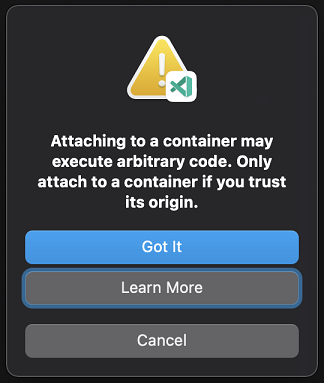 Attaching to a container may
execute arbitrary code. Only
attach to a container if you trust
its origin.
Got It
Learn More
Cancel